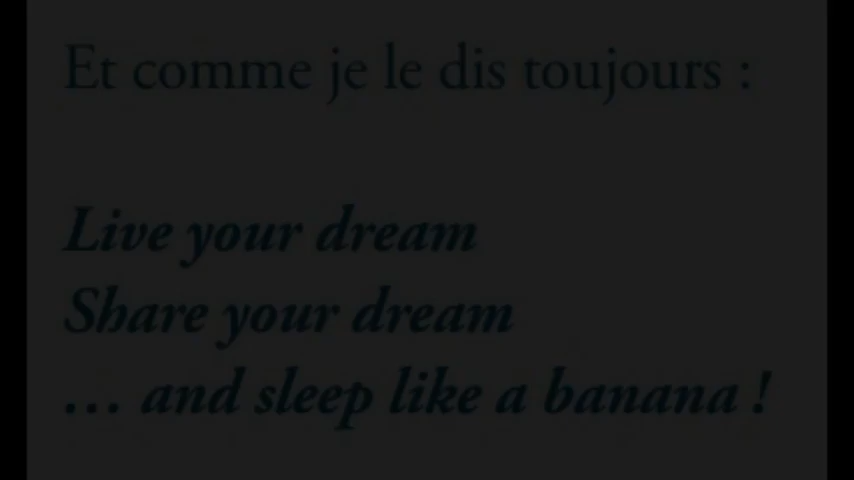 Et comme je le dis toujours :
Live your dream
Share your dream
… and sleep like a banana !